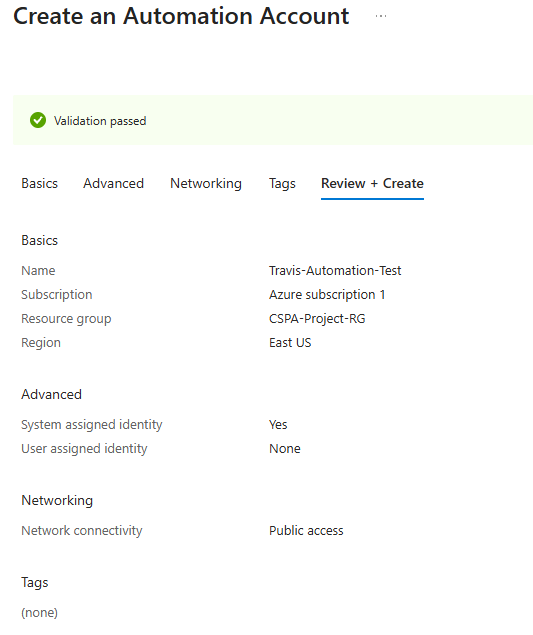 Create an Automation Account ...
Validation passed
Basics Advanced Networking Tags Review + Create
Basics
Name Travis-Automation-Test
Subscription Azure subscription 1
Resource group CSPA-Project-RG
Region East US
Advanced
System assigned identity Yes
User assigned identity None
Networking
Network connectivity Public access
Tags
(none)